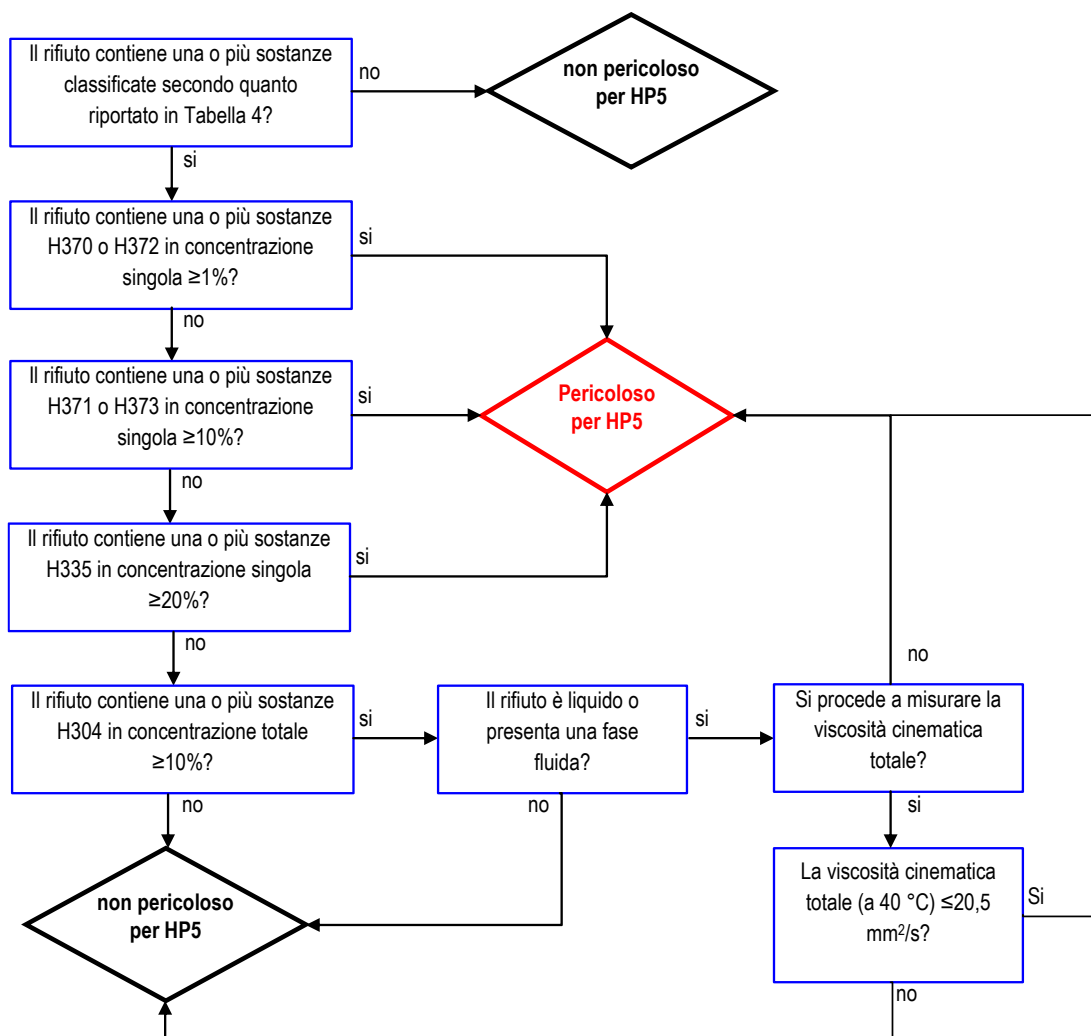 Il rifiuto contiene una o più sostanze
classificate secondo quanto
riportato in Tabella 4?
no
non pericoloso
per HP5
si
Il rifiuto contiene una o più sostanze
H370 o H372 in concentrazione
singola ≥1%?
si
no
Il rifiuto contiene una o più sostanze
H371 o H373 in concentrazione
singola ≥10%?
si
Pericoloso
per HP5
no
Il rifiuto contiene una o più sostanze
H335 in concentrazione singola
≥20%?
si
no
no
Il rifiuto contiene una o più sostanze
H304 in concentrazione totale
≥10%?
si
Il rifiuto è liquido o
presenta una fase
fluida?
si
Si procede a misurare la
viscosità cinematica
totale?
no
no
si
non pericoloso
per HP5
La viscosità cinematica
totale (a 40 °C) ≤20,5
mm²/s?
Si
no